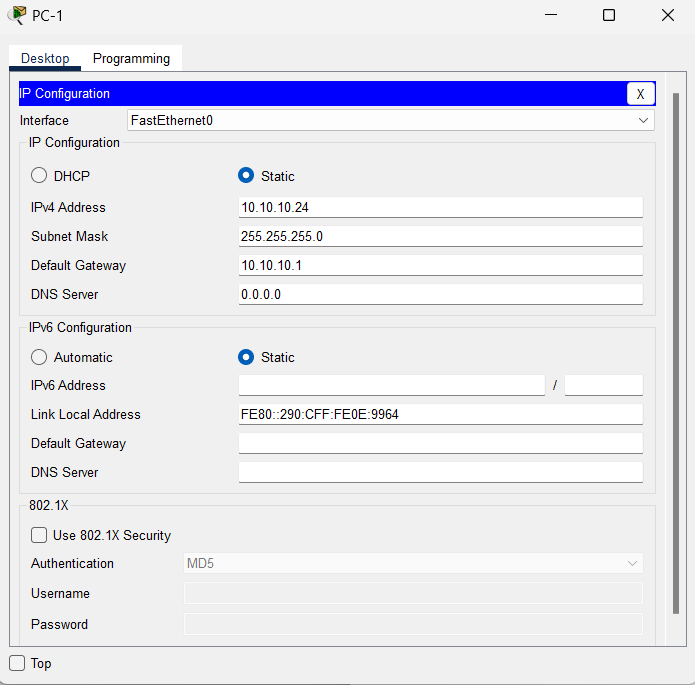 PC-1
Desktop Programming
IP Configuration X
Interface FastEthernet0
IP Configuration
DHCP Static
IPv4 Address 10.10.10.24
Subnet Mask 255.255.255.0
Default Gateway 10.10.10.1
DNS Server 0.0.0.0
IPv6 Configuration
Automatic Static
IPv6 Address /
Link Local Address FE80::290:CFF:FE0E:9964
Default Gateway
DNS Server
802.1X
Use 802.1X Security
Authentication MD5
Username
Password
Top